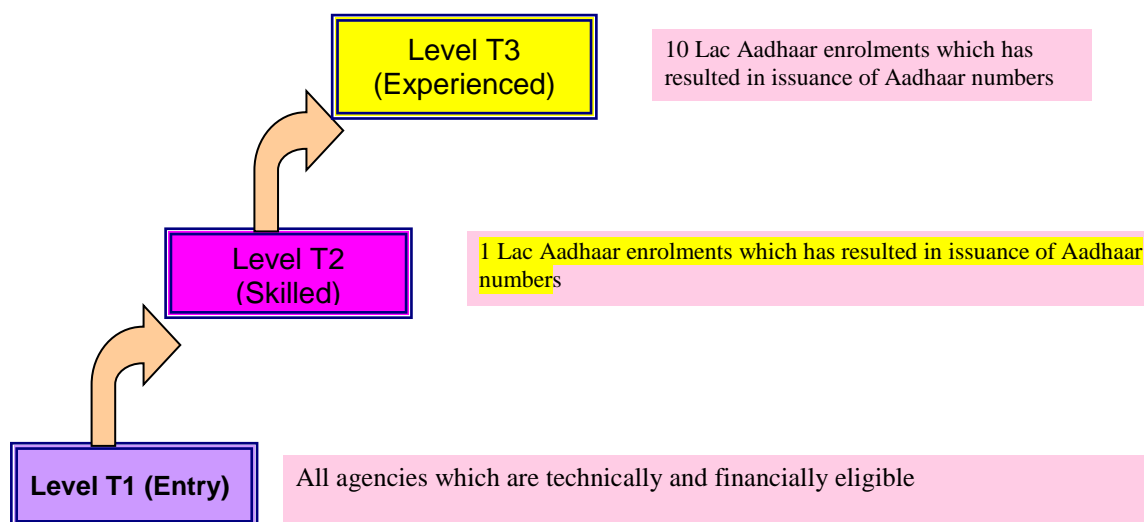 Level T3
(Experienced)
10 Lac Aadhaar enrolments which has
resulted in issuance of Aadhaar numbers
Level T2
(Skilled)
1 Lac Aadhaar enrolments which has resulted in issuance of Aadhaar
numbers
Level T1 (Entry)
All agencies which are technically and financially eligible